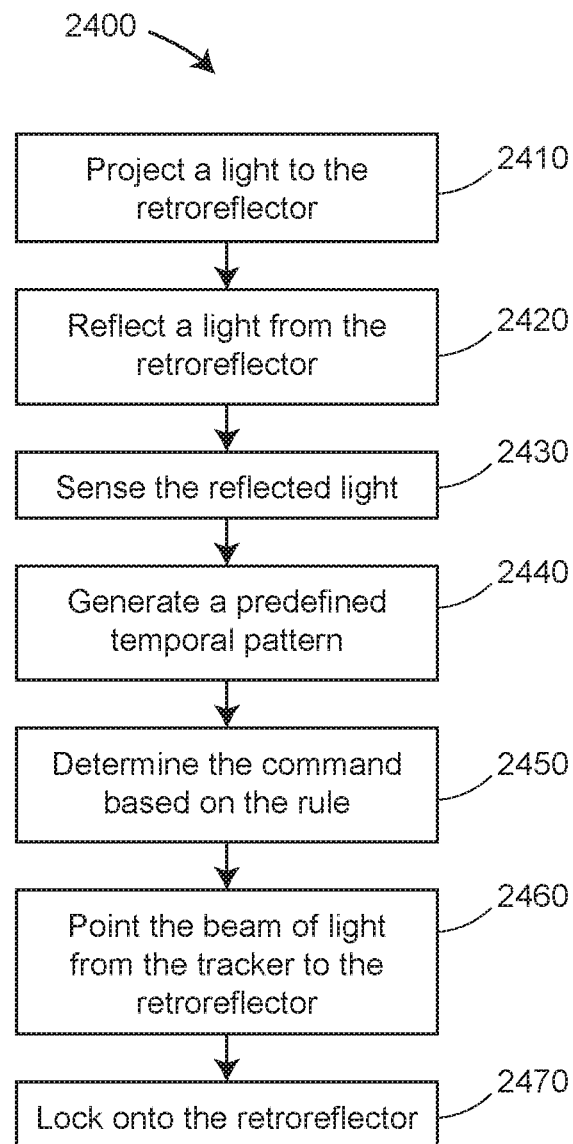 2400
Project a light to the
retroreflector
2410
Reflect a light from the
retroreflector
2420
Sense the reflected light
2430
Generate a predefined
temporal pattern
2440
Determine the command
based on the rule
2450
Point the beam of light
from the tracker to the
retroreflector
2460
Lock onto the retroreflector
2470